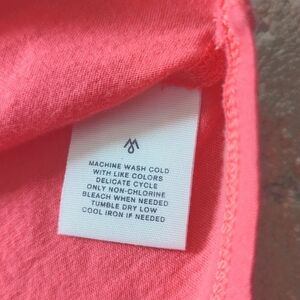 MACHINE WASH COLD
WITH LIKE COLORS
DELICATE CYCLE
ONLY NON-CHLORINE
BLEACH WHEN NEEDED
TUMBLE DRY LOW
COOL IRON IF NEEDED